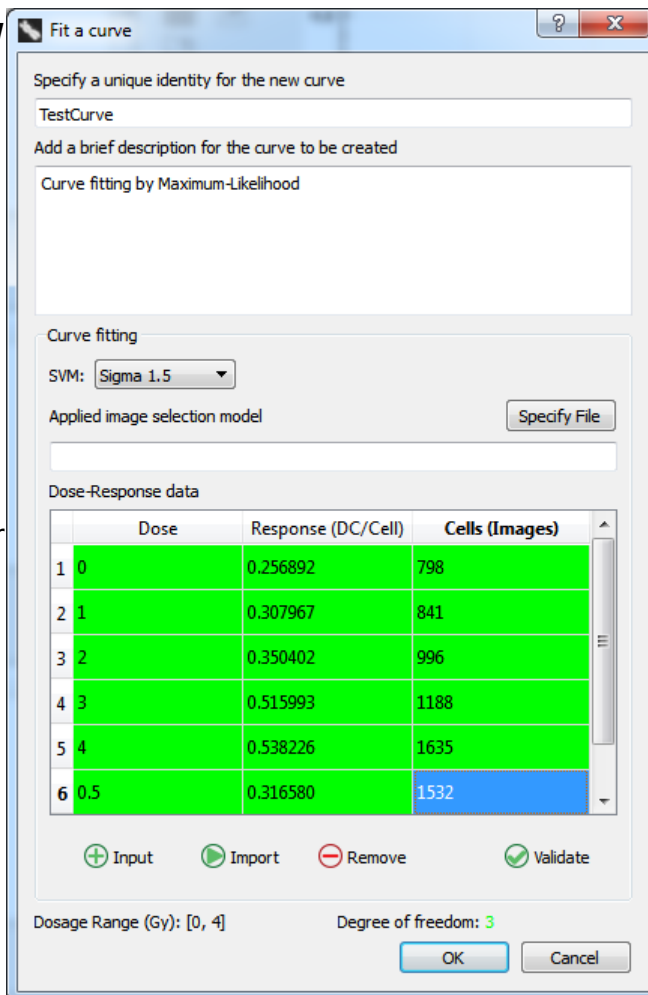 Fit a curve
Specify a unique identity for the new curve
TestCurve
Add a brief description for the curve to be created
Curve fitting by Maximum-Likelihood
Curve fitting
SVM: Sigma 1.5
Applied image selection model Specify File
Dose-Response data
Dose Response (DC/Cell) Cells (Images)
1 0 0.256892 798
2 1 0.307967 841
3 2 0.350402 996
4 3 0.515993 1188
5 4 0.538226 1635
6 0.5 0.316580 1532
Input Import Remove Validate
Dosage Range (Gy): [0, 4] Degree of freedom: 3
OK Cancel